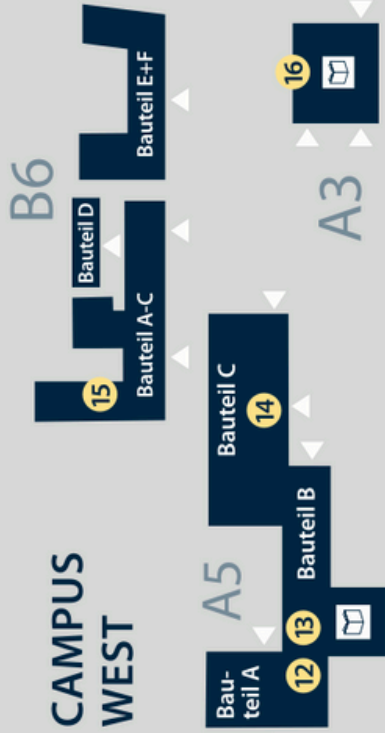 CAMPUS
WEST
B6
15
Bauteil A-C
Bauteil D
Bauteil E+F
A5
Bau-
teil A
12
13
Bauteil B
Bauteil C
14
A3
16